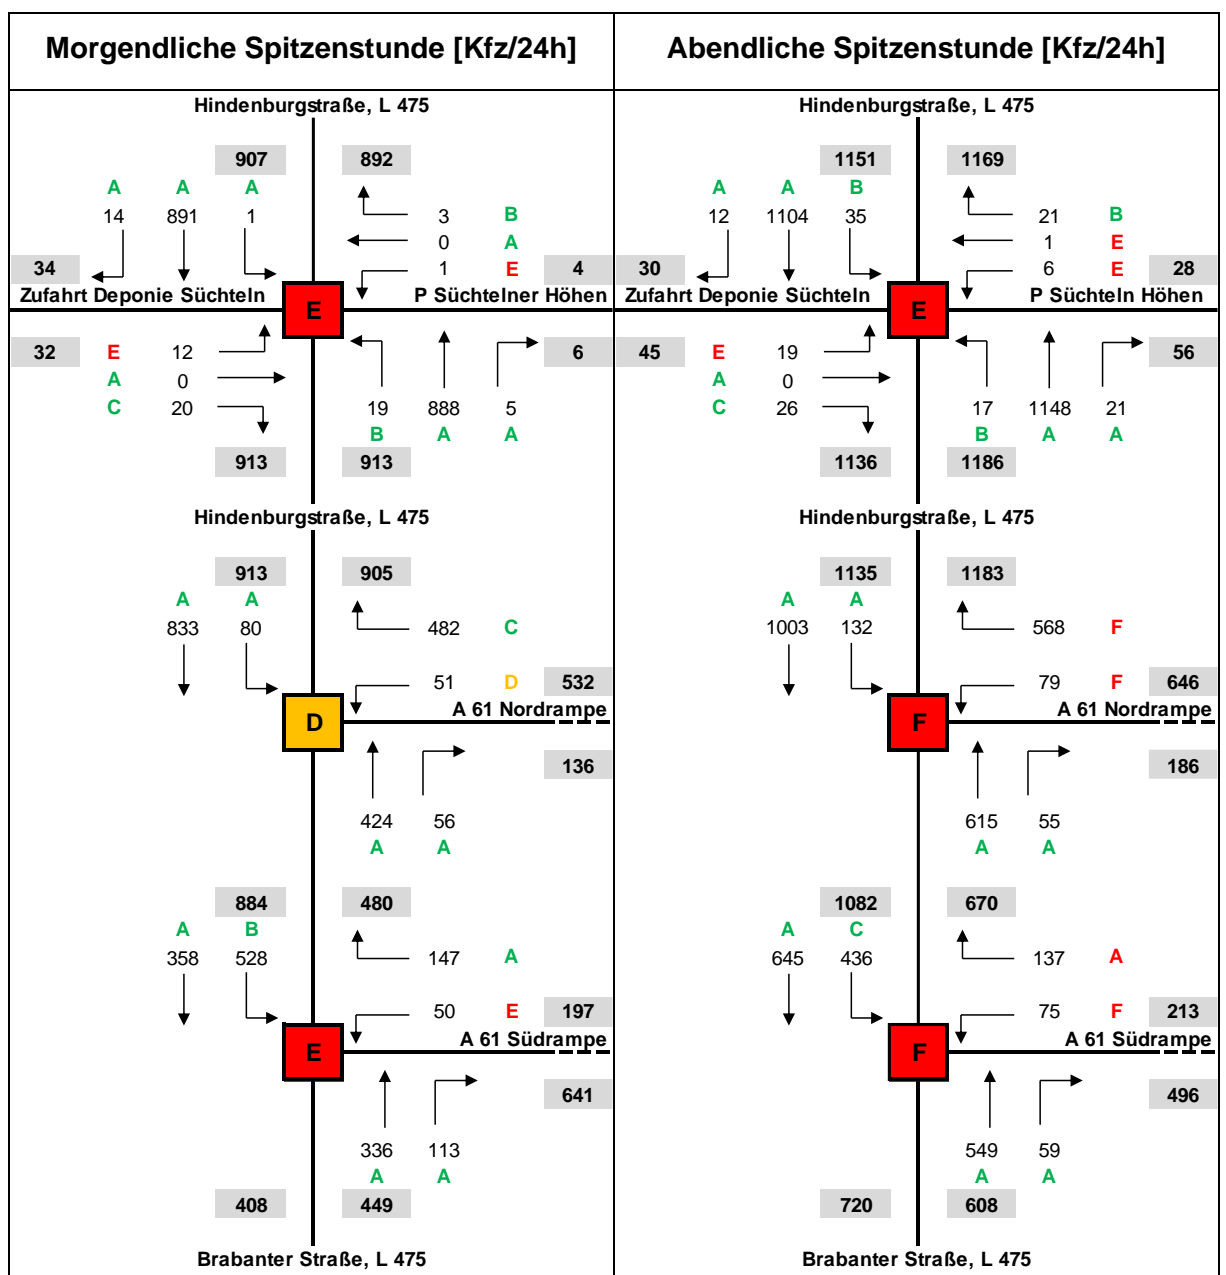 Morgendliche Spitzenstunde [Kfz/24h]
Hindenburgstraße, L 475
907 892
A A A
14 891 1 3 B
0 A
1 E 4
34
Zufahrt Deponie Süchteln P Süchtelner Höhen
E
32 E 12 6
A 0
C 20 19 888 5
B A A
913 913
Hindenburgstraße, L 475
913 905
A A
833 80 482 C
51 D 532
A 61 Nordrampe
D
136
424 56
A A
884 480
A B
358 528 147 A
50 E 197
A 61 Südrampe
E
641
336 113
A A
408 449
Brabanter Straße, L 475
Abendliche Spitzenstunde [Kfz/24h]
Hindenburgstraße, L 475
1151 1169
A A B
12 1104 35 21 B
1 E
30 6 E 28
Zufahrt Deponie Süchteln P Süchteln Höhen
E
45 E 19 56
A 0
C 26 17 1148 21
B A A
1136 1186
Hindenburgstraße, L 475
1135 1183
A A
1003 132 568 F
79 F 646
A 61 Nordrampe
F
186
615 55
A A
1082 670
A C
645 436 137 A
75 F 213
A 61 Südrampe
F
496
549 59
A A
720 608
Brabanter Straße, L 475